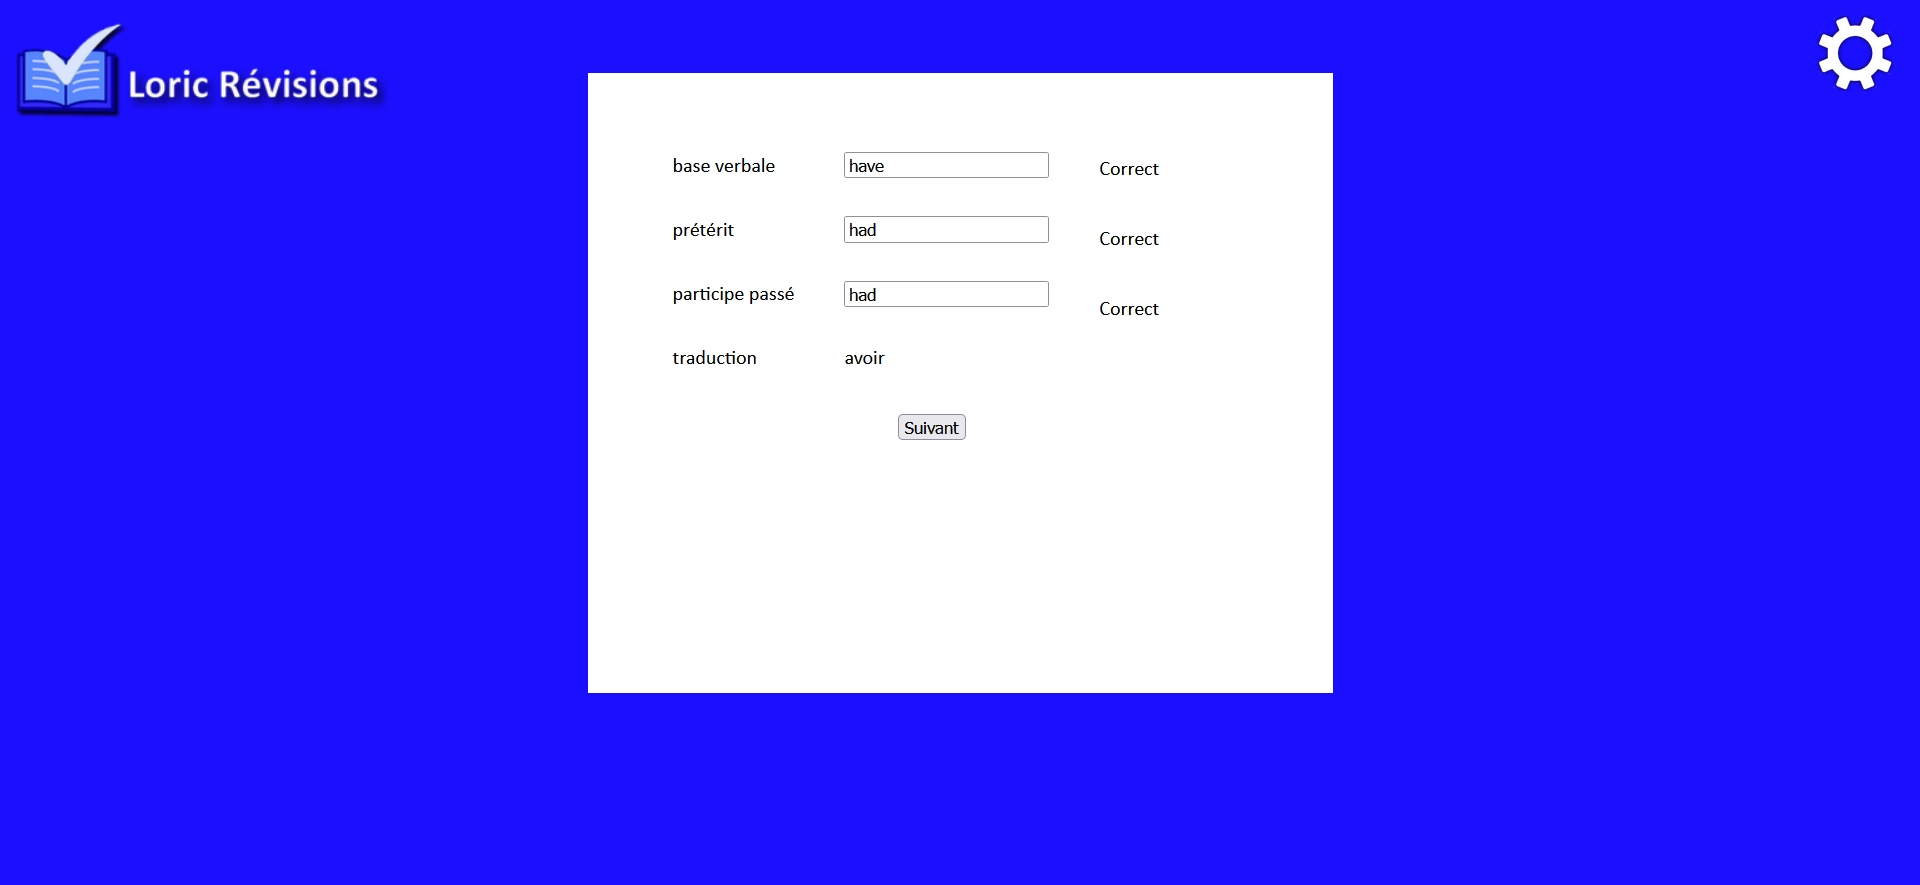 Loric Révisions
base verbale have Correct
prétérit had Correct
participe passé had Correct
traduction avoir
Suivant